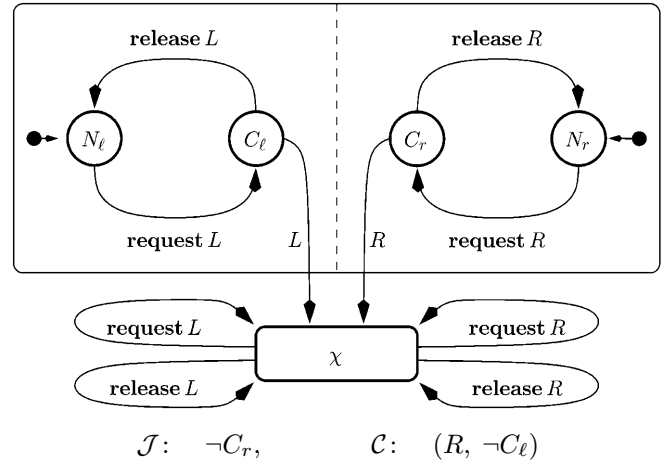 release L release R
N_ℓ C_ℓ C_r N_r
request L request R
L R
request L request R
χ
release L release R
𝒥: ¬C_r, 𝒞: (R, ¬C_ℓ)